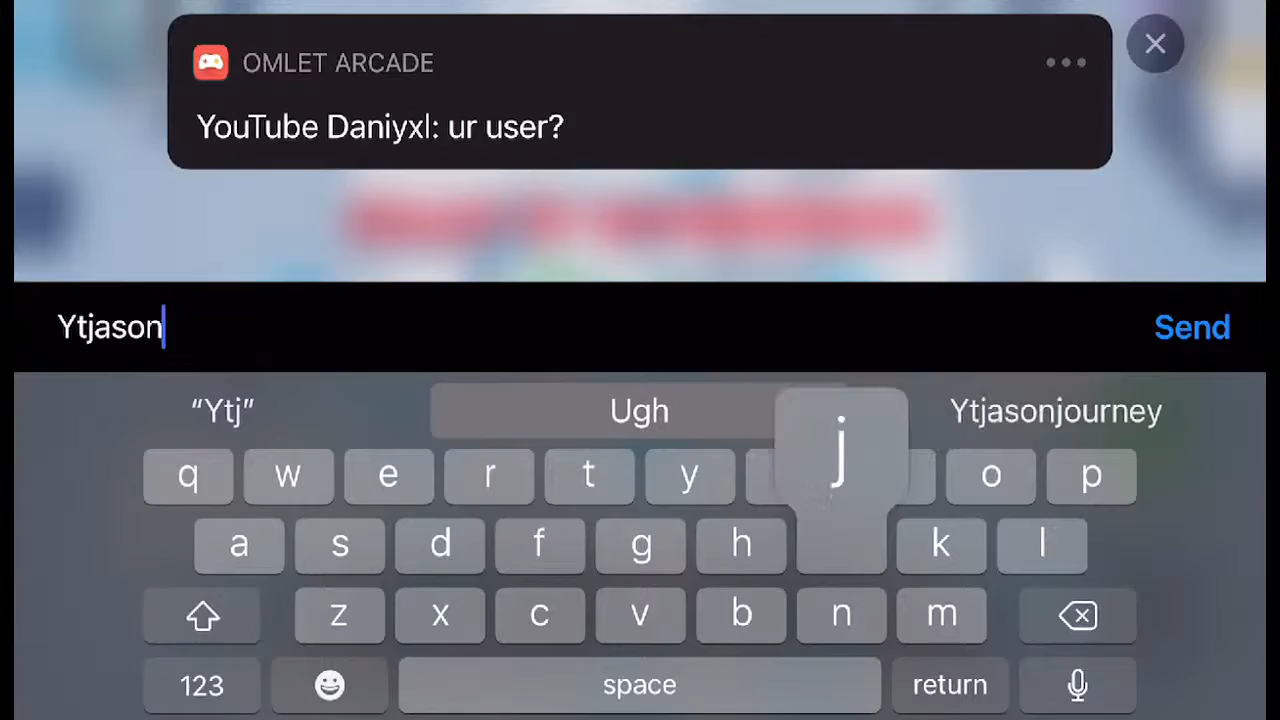 OMLET ARCADE
YouTube Daniyxl: ur user?
Ytjason
Send
“Ytj”
Ugh
Ytjasonjourney
j
q w e r t y o p
a s d f g h k l
z x c v b n m
123
space
return